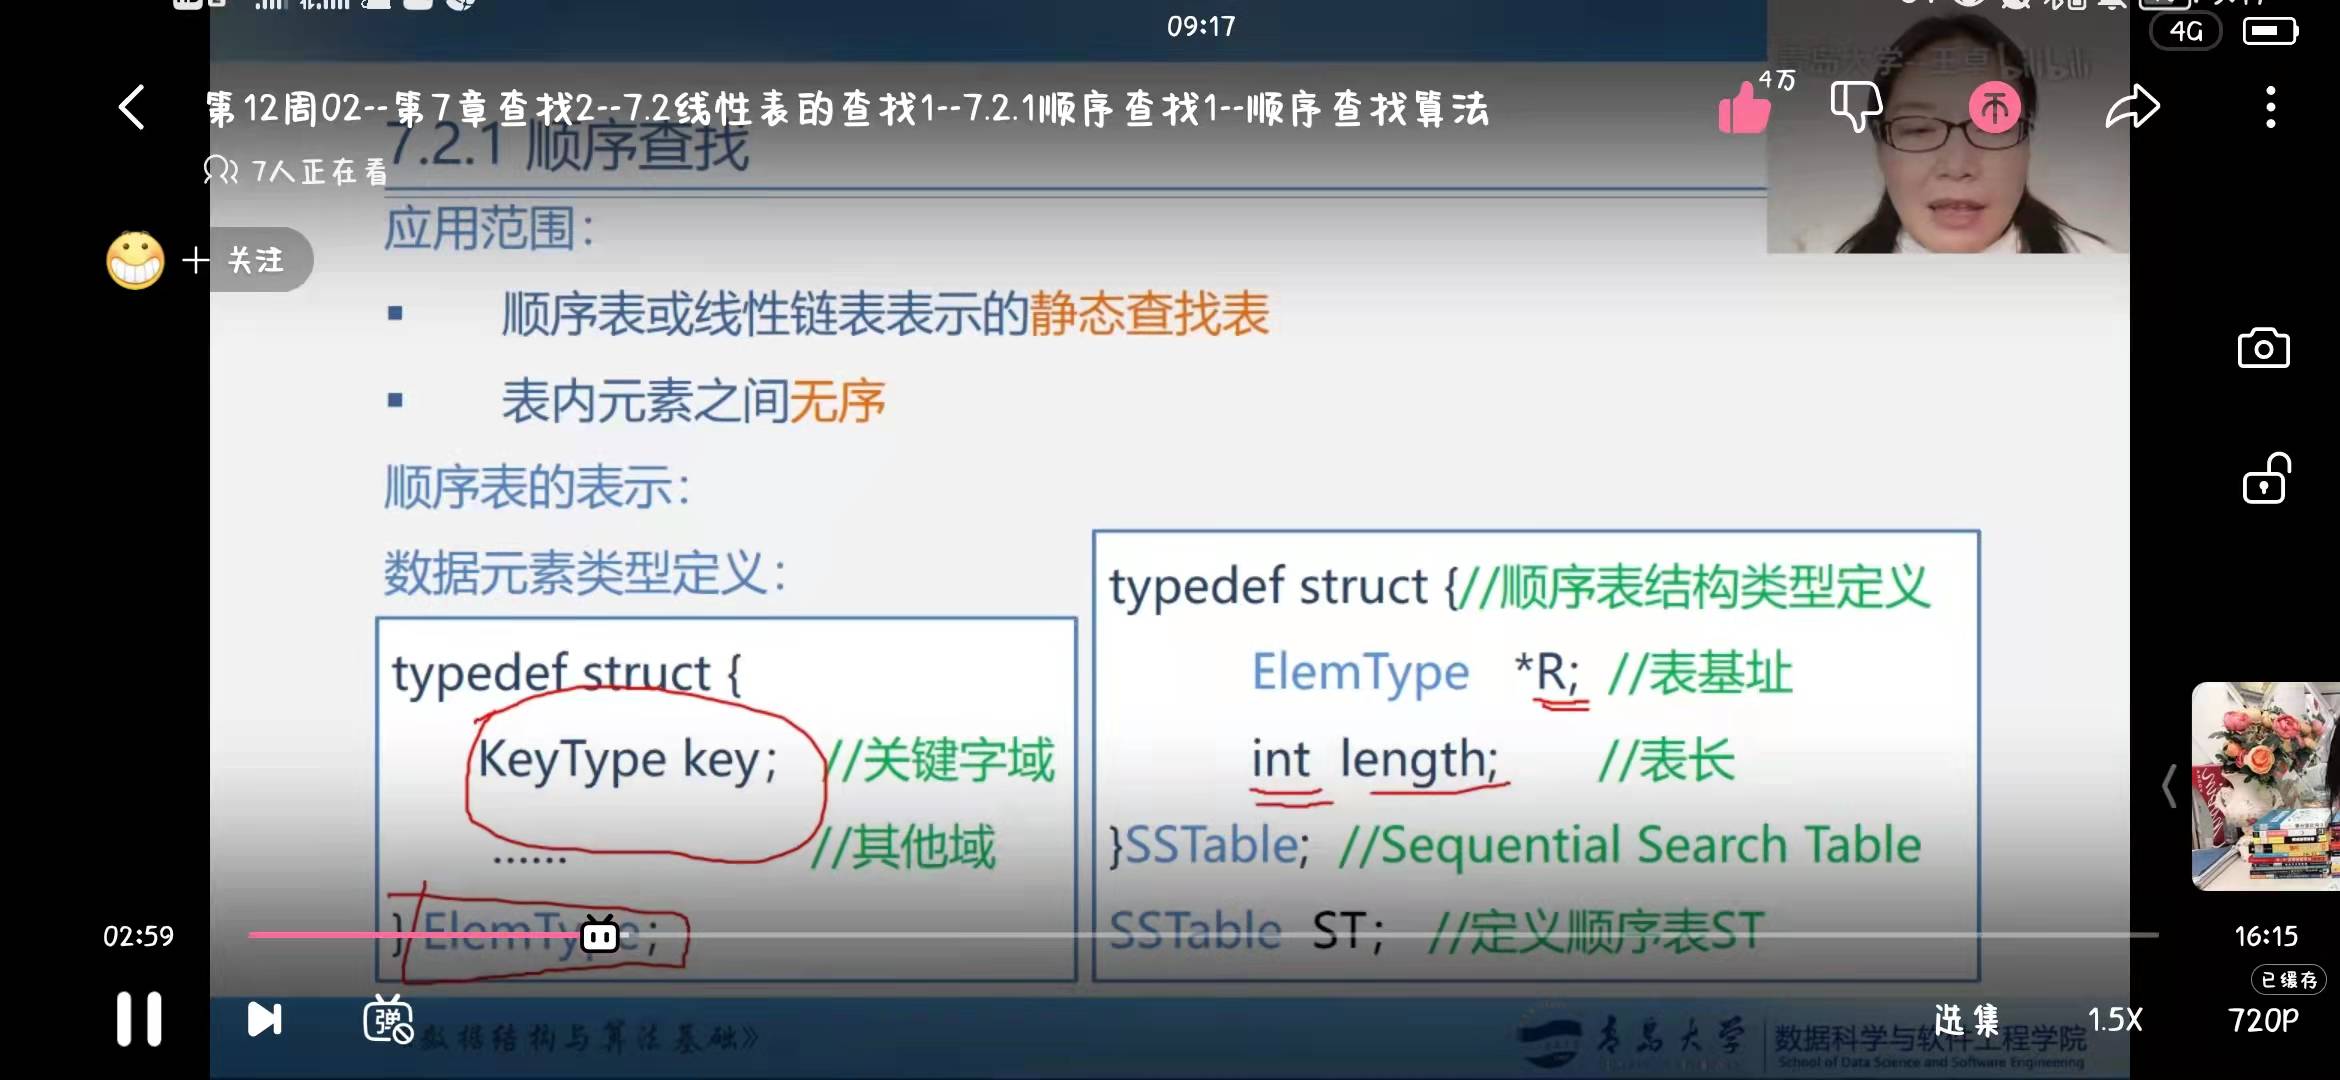 09:17
4G
第12周02--第7章查找2--7.2线性表的查找1--7.2.1顺序查找1--顺序查找算法
4万
7.2.1 顺序查找
7人正在看
应用范围：
+ 关注
▪ 顺序表或线性链表表示的静态查找表
▪ 表内元素之间无序
顺序表的表示：
数据元素类型定义：
typedef struct {
KeyType key; //关键字域
...... //其他域
} ElemType;
typedef struct {//顺序表结构类型定义
ElemType *R; //表基址
int length; //表长
}SSTable; //Sequential Search Table
SSTable ST; //定义顺序表ST
02:59
16:15
已缓存
弹
选集
1.5X
720P
数据结构与算法基础》
青岛大学
数据科学与软件工程学院
School of Data Science and Software Engineering